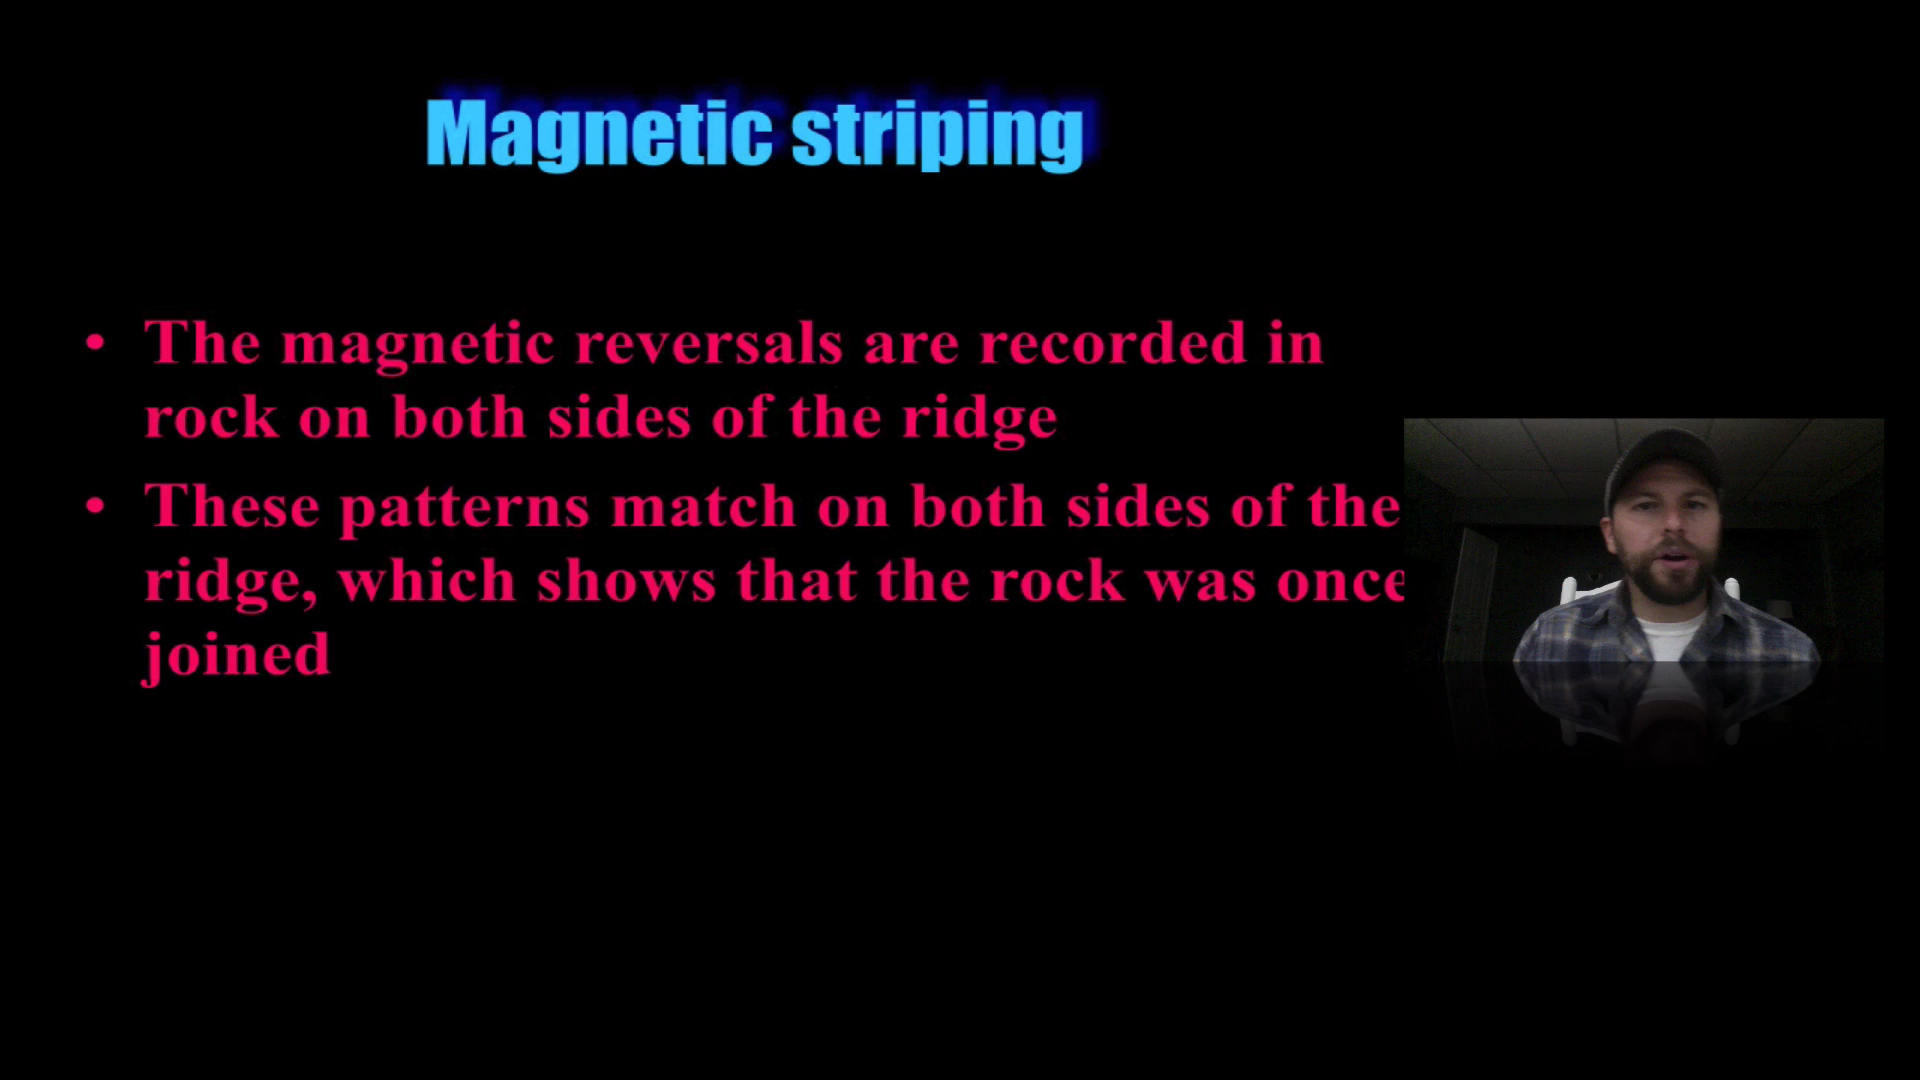 Magnetic striping
• The magnetic reversals are recorded in
rock on both sides of the ridge
• These patterns match on both sides of the
ridge, which shows that the rock was once
joined